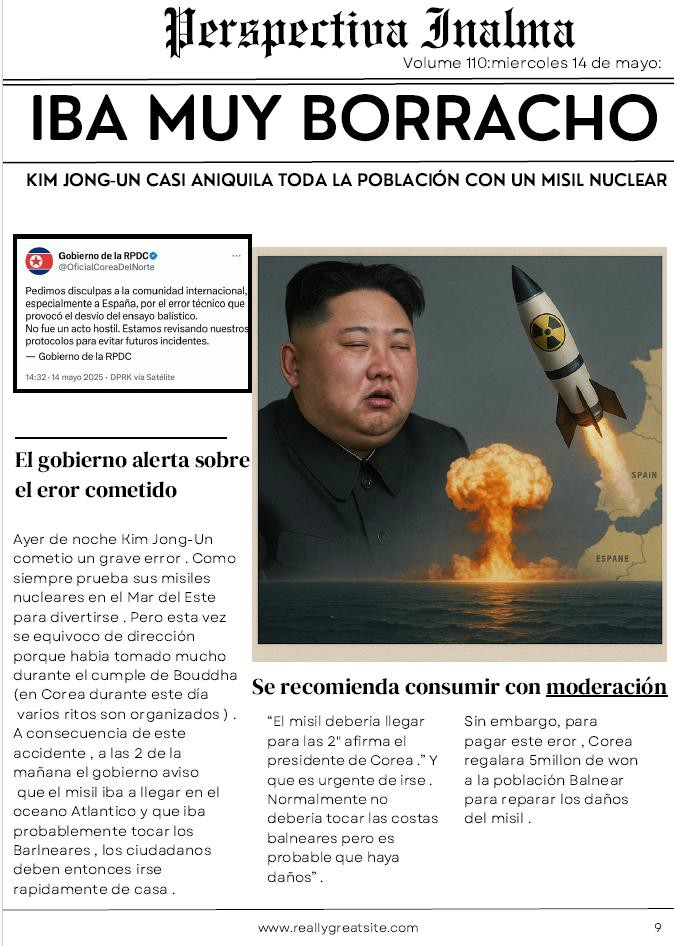 Perspectiva Inalma
Volume 110:miercoles 14 de mayo:
IBA MUY BORRACHO
KIM JONG-UN CASI ANIQUILA TODA LA POBLACIÓN CON UN MISIL NUCLEAR
Gobierno de la RPDC
@OficialCoreaDelNorte
Pedimos disculpas a la comunidad internacional,
especialmente a España, por el error técnico que
provocó el desvío del ensayo balístico.
No fue un acto hostil. Estamos revisando nuestros
protocolos para evitar futuros incidentes.
— Gobierno de la RPDC
14:32 · 14 mayo 2025 · DPRK vía Satélite
El gobierno alerta sobre
el eror cometido
Ayer de noche Kim Jong-Un
cometio un grave error . Como
siempre prueba sus misiles
nucleares en el Mar del Este
para divertirse . Pero esta vez
se equivoco de dirección
porque habia tomado mucho
durante el cumple de Bouddha
(en Corea durante este día
varios ritos son organizados ) .
A consecuencia de este
accidente , a las 2 de la
mañana el gobierno aviso
que el misil iba a llegar en el
oceano Atlantico y que iba
probablemente tocar los
Barlneares , los ciudadanos
deben entonces irse
rapidamente de casa .
SPAIN
ESPANE
Se recomienda consumir con moderación
“El misil deberia llegar
para las 2" afirma el
presidente de Corea .” Y
que es urgente de irse .
Normalmente no
deberia tocar las costas
balneares pero es
probable que haya
daños” .
Sin embargo, para
pagar este eror , Corea
regalara 5millon de won
a la población Balnear
para reparar los daños
del misil .
www.reallygreatsite.com
9